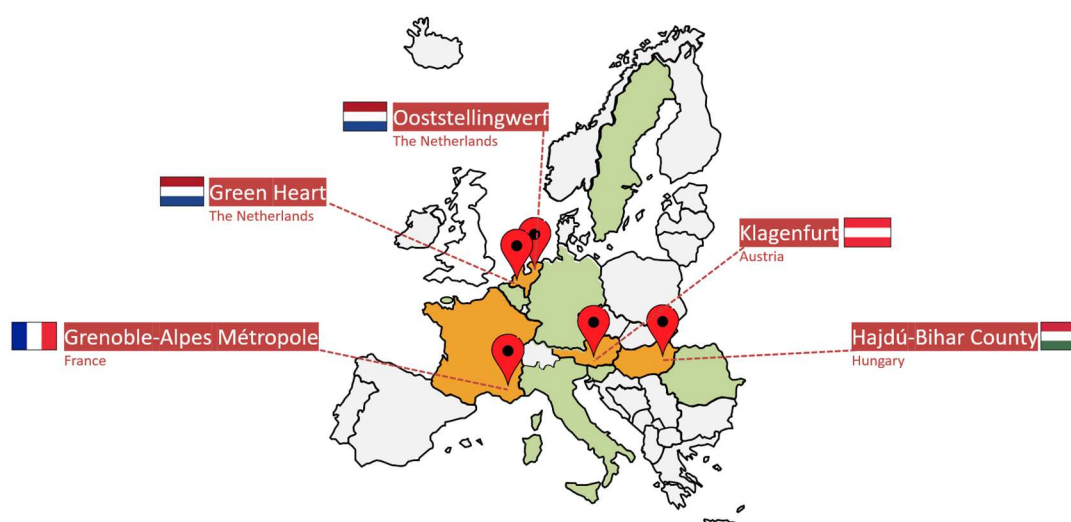 Ooststellingwerf
The Netherlands
Green Heart
The Netherlands
Klagenfurt
Austria
Grenoble-Alpes Métropole
France
Hajdú-Bihar County
Hungary